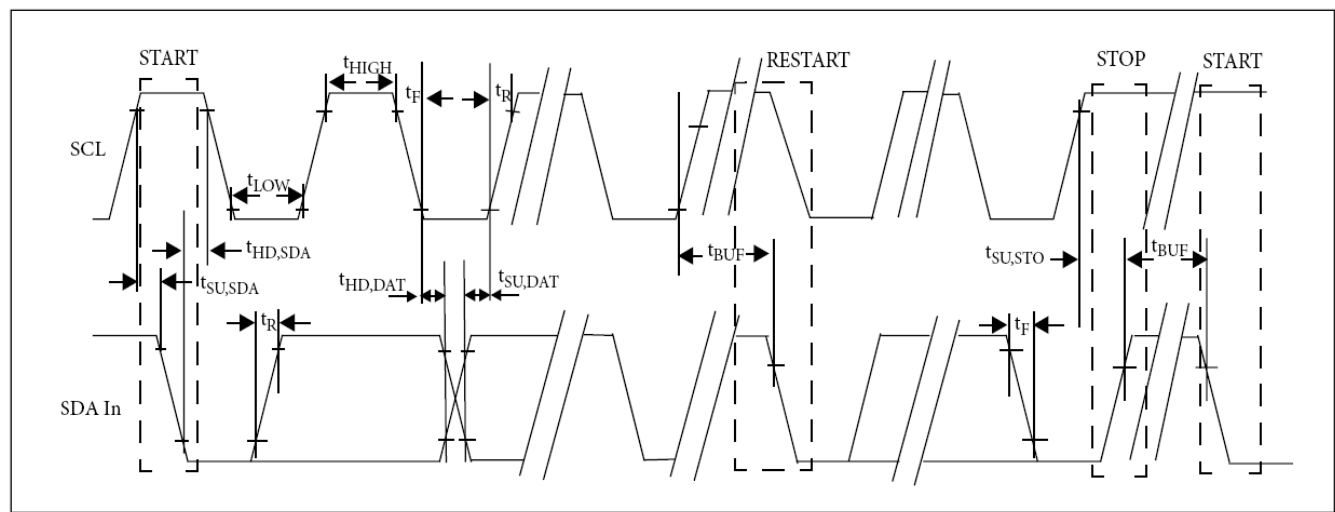 START
RESTART
STOP
START
tHIGH
tF
tR
SCL
tLOW
tHD,SDA
tBUF
tSU,STO
tBUF
tSU,SDA
tHD,DAT
tSU,DAT
tR
tF
SDA In